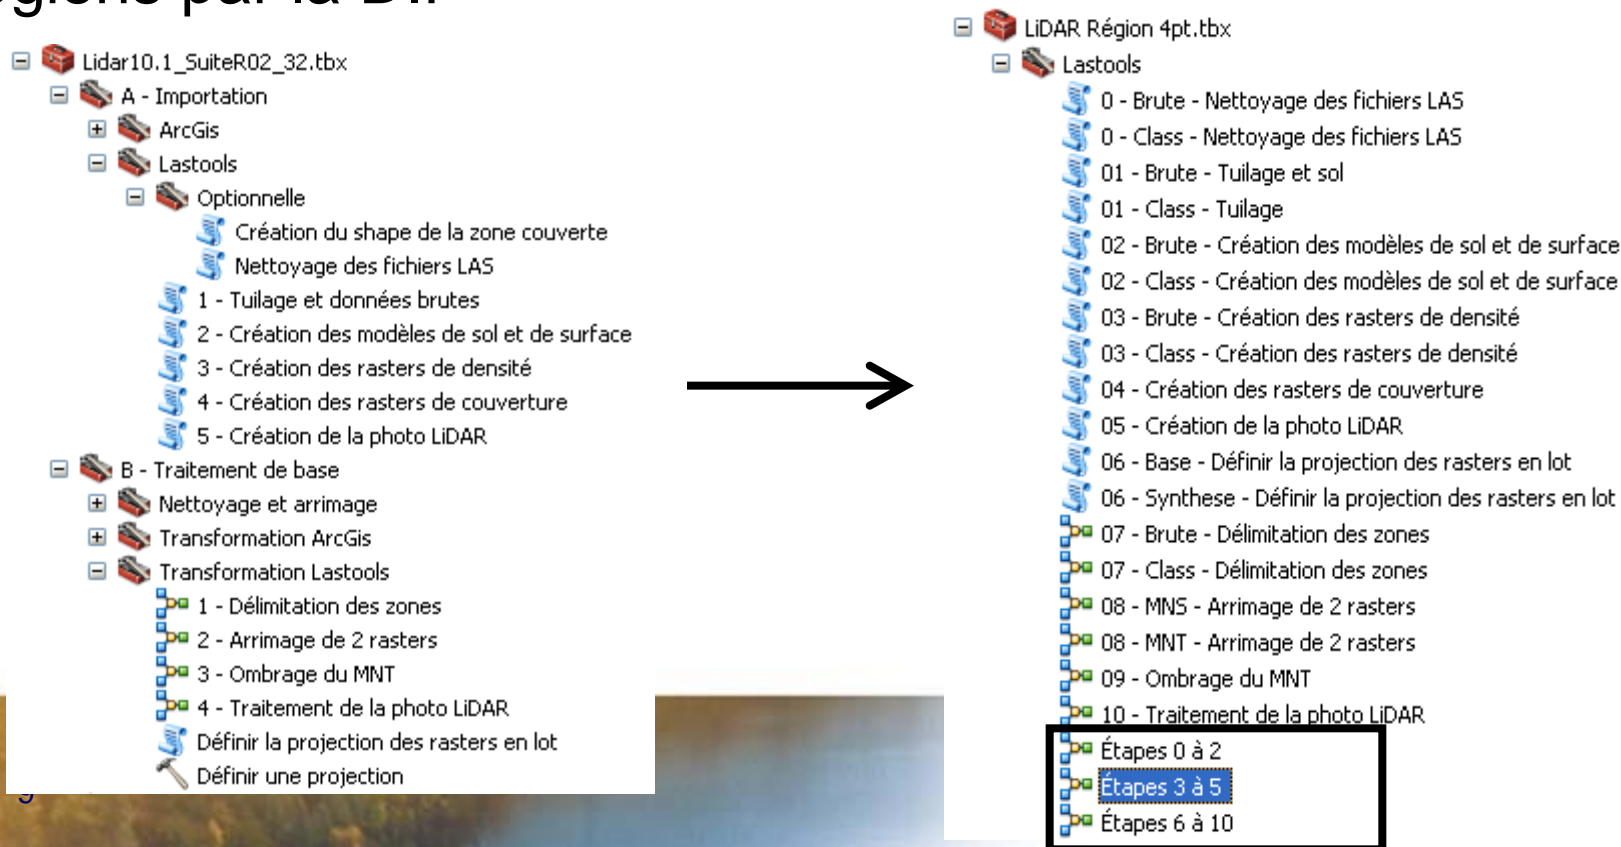 par la
Lidar10.1_SuiteR02_32.tbx
A - Importation
ArcGis
Lastools
Optionnelle
Création du shape de la zone couverte
Nettoyage des fichiers LAS
1 - Tuilage et données brutes
2 - Création des modèles de sol et de surface
3 - Création des rasters de densité
4 - Création des rasters de couverture
5 - Création de la photo LiDAR
B - Traitement de base
Nettoyage et arrimage
Transformation ArcGis
Transformation Lastools
1 - Délimitation des zones
2 - Arrimage de 2 rasters
3 - Ombrage du MNT
4 - Traitement de la photo LiDAR
Définir la projection des rasters en lot
Définir une projection
LiDAR Région 4pt.tbx
Lastools
0 - Brute - Nettoyage des fichiers LAS
0 - Class - Nettoyage des fichiers LAS
01 - Brute - Tuilage et sol
01 - Class - Tuilage
02 - Brute - Création des modèles de sol et de surface
02 - Class - Création des modèles de sol et de surface
03 - Brute - Création des rasters de densité
03 - Class - Création des rasters de densité
04 - Création des rasters de couverture
05 - Création de la photo LiDAR
06 - Base - Définir la projection des rasters en lot
06 - Synthese - Définir la projection des rasters en lot
07 - Brute - Délimitation des zones
07 - Class - Délimitation des zones
08 - MNS - Arrimage de 2 rasters
08 - MNT - Arrimage de 2 rasters
09 - Ombrage du MNT
10 - Traitement de la photo LiDAR
Étapes 0 à 2
Étapes 3 à 5
Étapes 6 à 10